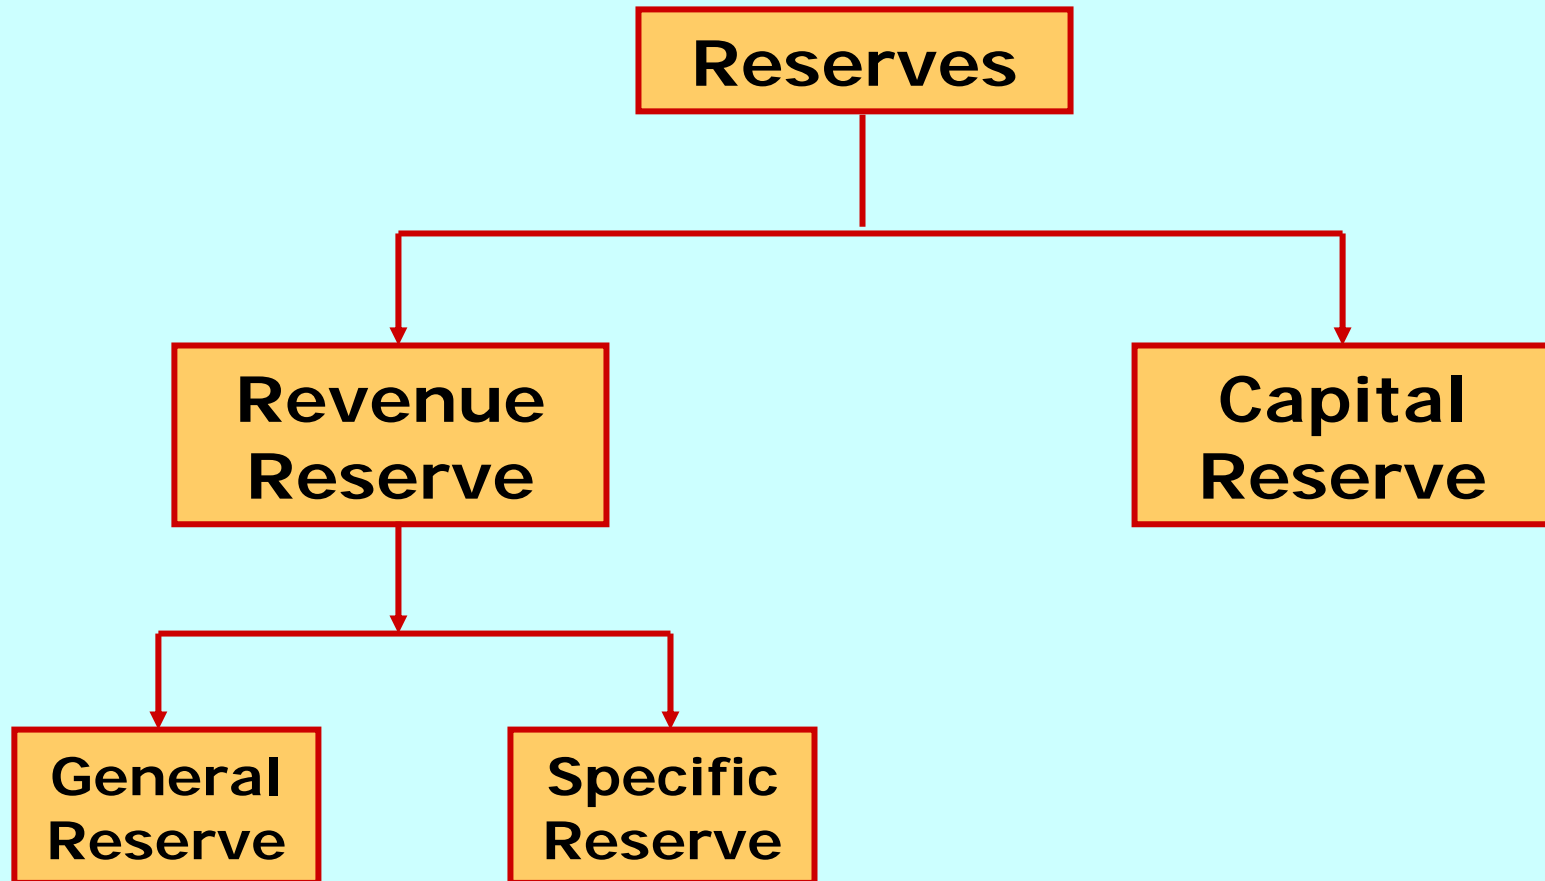 Reserves
Revenue
Reserve
Capital
Reserve
General
Reserve
Specific
Reserve